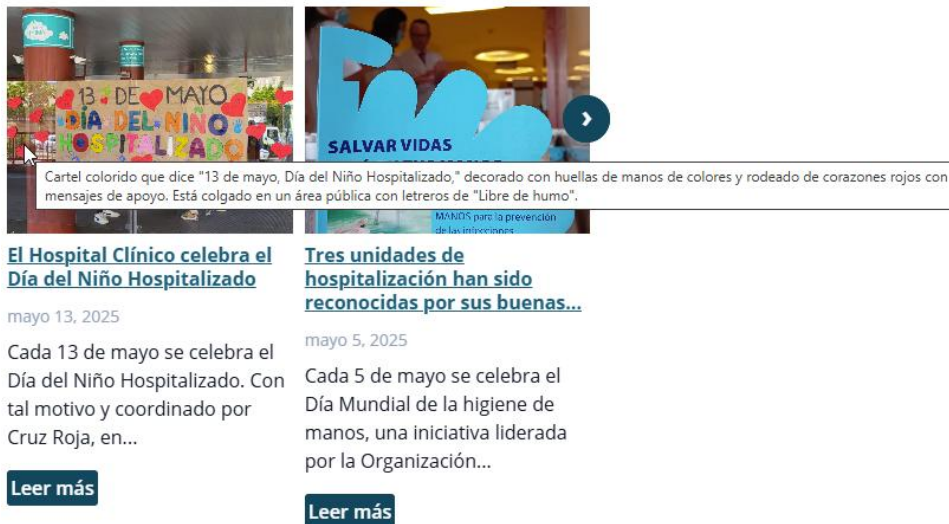 13 DE MAYO
DÍA DEL NIÑO
HOSPITALIZADO
SALVAR VIDAS
Cartel colorido que dice "13 de mayo, Día del Niño Hospitalizado," decorado con huellas de manos de colores y rodeado de corazones rojos con
mensajes de apoyo. Está colgado en un área pública con letreros de "Libre de humo".
MANOS para la prevención
de las infecciones
El Hospital Clínico celebra el
Día del Niño Hospitalizado
mayo 13, 2025
Cada 13 de mayo se celebra el
Día del Niño Hospitalizado. Con
tal motivo y coordinado por
Cruz Roja, en...
Leer más
Tres unidades de
hospitalización han sido
reconocidas por sus buenas...
mayo 5, 2025
Cada 5 de mayo se celebra el
Día Mundial de la higiene de
manos, una iniciativa liderada
por la Organización...
Leer más